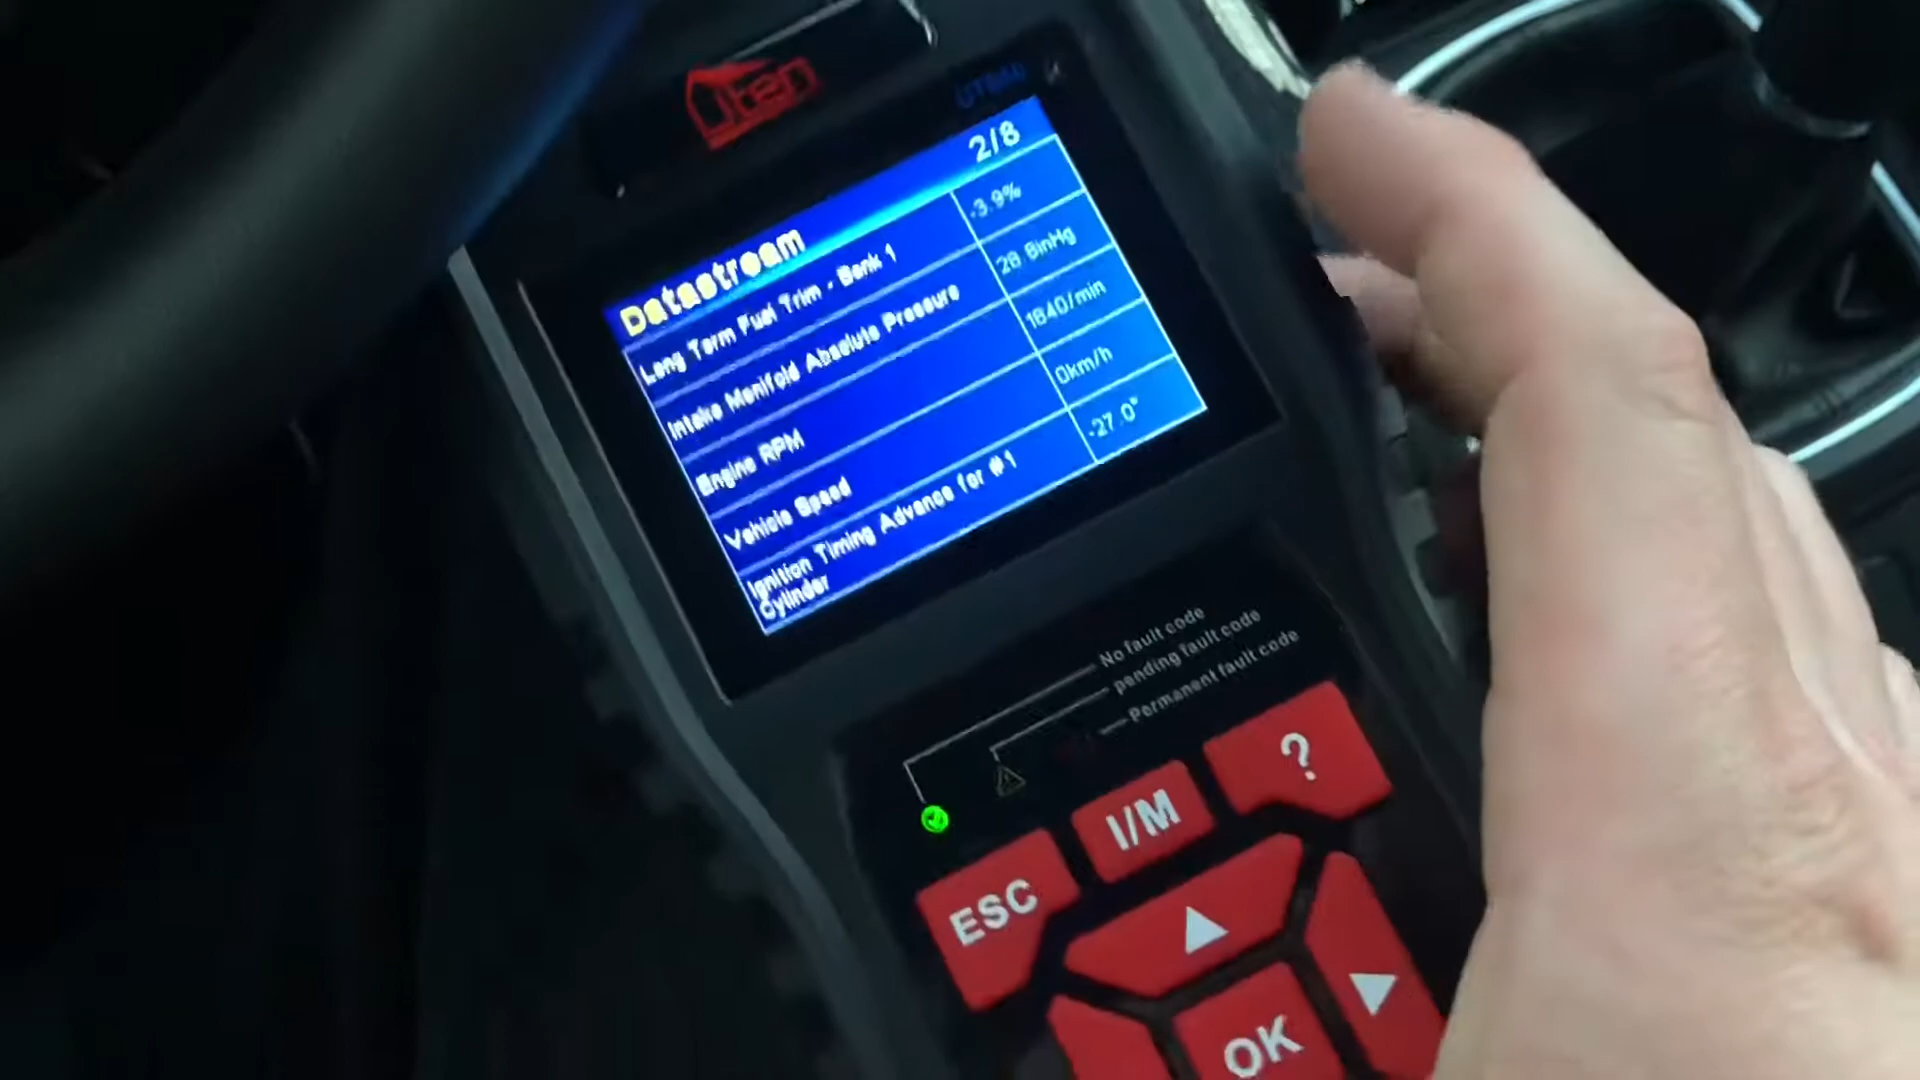 Uten
2/8
Datastream
Long Term Fuel Trim - Bank 1
-3.9%
Intake Manifold Absolute Pressure
Engine RPM
1840/min
Vehicle Speed
0km/h
Ignition Timing Advance for #1
Cylinder
-27.0°
No fault code
pending fault code
Permanent fault code
?
I/M
ESC
OK